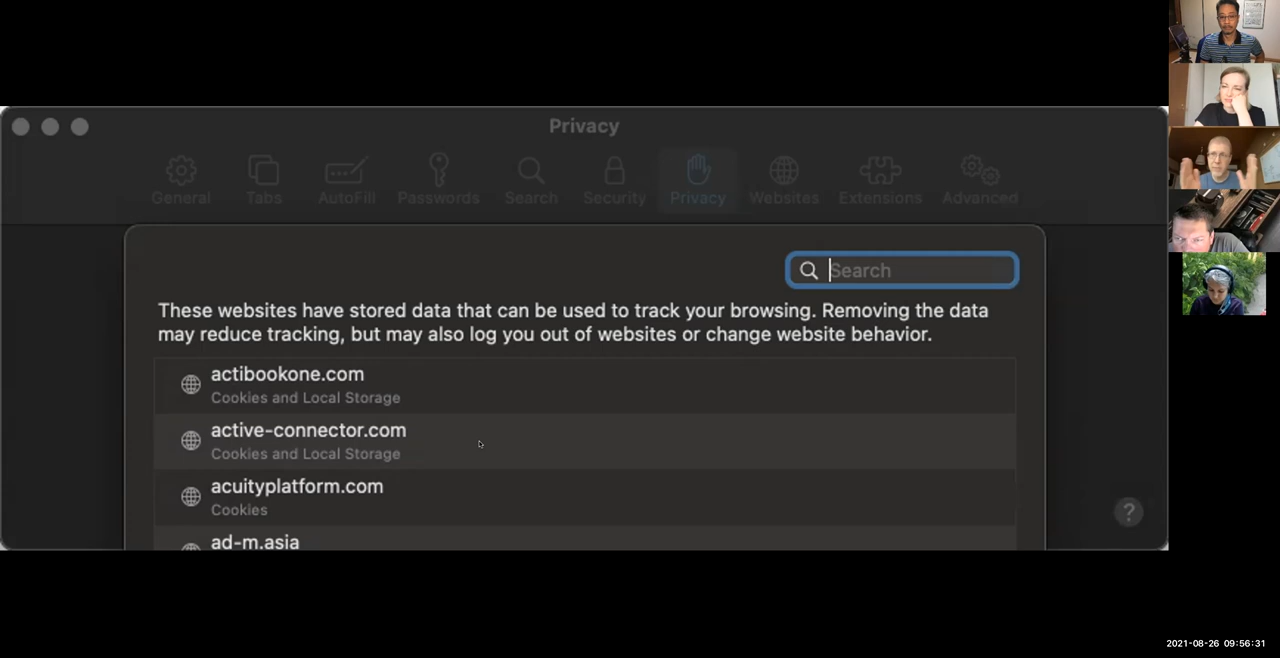 Privacy
General Tabs AutoFill Passwords Search Security Privacy Websites Extensions Advanced
Search
These websites have stored data that can be used to track your browsing. Removing the data
may reduce tracking, but may also log you out of websites or change website behavior.
actibookone.com
Cookies and Local Storage
active-connector.com
Cookies and Local Storage
acuityplatform.com
Cookies
?
ad-m.asia
2021-08-26 09:56:31